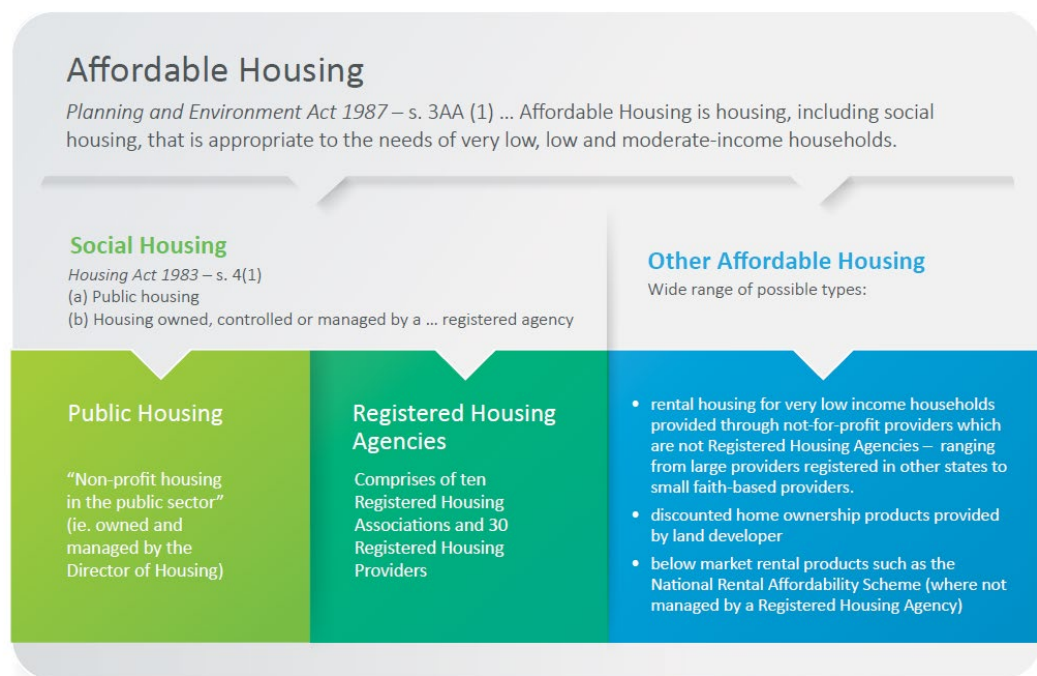 Affordable Housing
Planning and Environment Act 1987 – s. 3AA (1) ... Affordable Housing is housing, including social
housing, that is appropriate to the needs of very low, low and moderate-income households.
Social Housing
Housing Act 1983 – s. 4(1)
(a) Public housing
(b) Housing owned, controlled or managed by a ... registered agency
Other Affordable Housing
Wide range of possible types:
Public Housing
“Non-profit housing
in the public sector”
(ie. owned and
managed by the
Director of Housing)
Registered Housing
Agencies
Comprises of ten
Registered Housing
Associations and 30
Registered Housing
Providers
• rental housing for very low income households
provided through not-for-profit providers which
are not Registered Housing Agencies – ranging
from large providers registered in other states to
small faith-based providers.
• discounted home ownership products provided
by land developer
• below market rental products such as the
National Rental Affordability Scheme (where not
managed by a Registered Housing Agency)